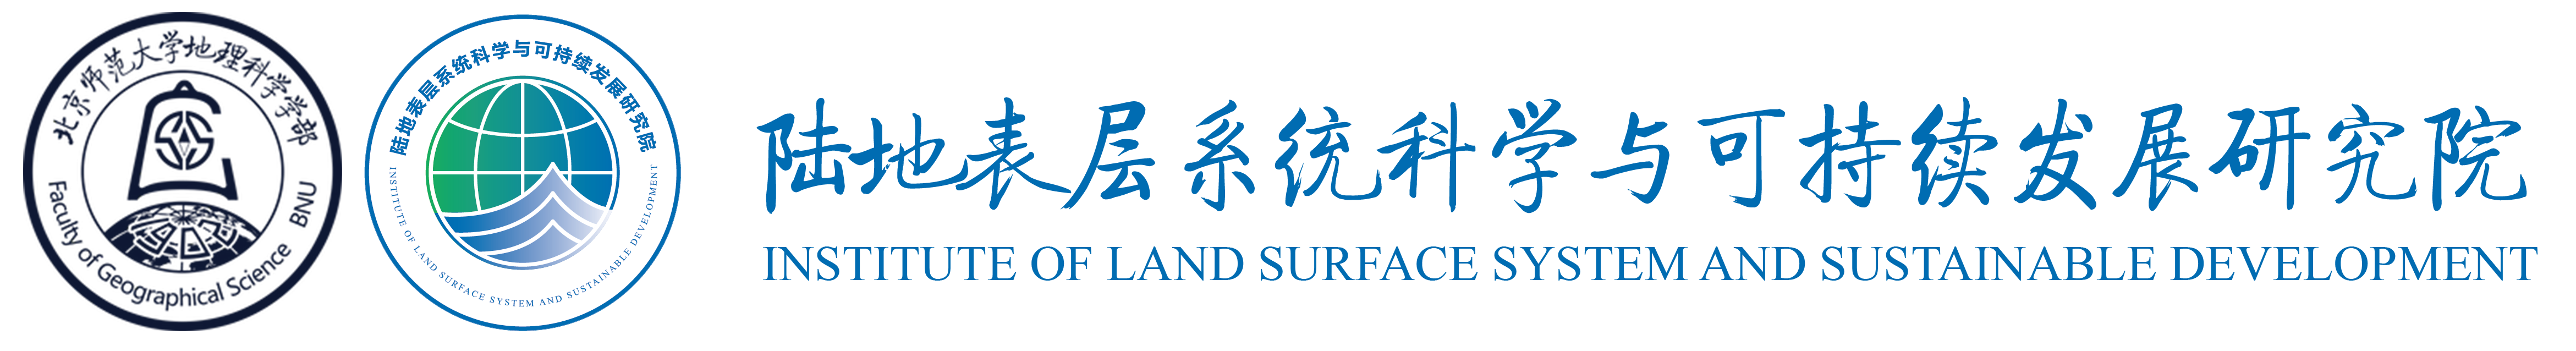 北京师范大学地理科学学部
Faculty of Geographical Science BNU
陆地表层系统科学与可持续发展研究院
INSTITUTE OF LAND SURFACE SYSTEM AND SUSTAINABLE DEVELOPMENT
陆地表层系统科学与可持续发展研究院
INSTITUTE OF LAND SURFACE SYSTEM AND SUSTAINABLE DEVELOPMENT